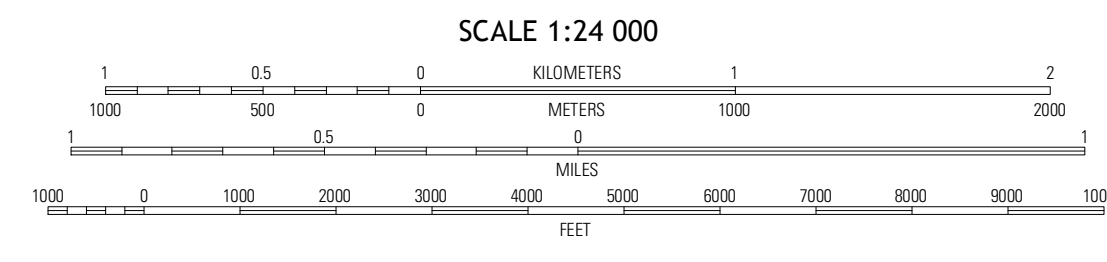 SCALE 1:24 000
1 0.5 0 KILOMETERS 1 2
1000 500 0 METERS 1000 2000
1 0.5 0 1
MILES
1000 0 1000 2000 3000 4000 5000 6000 7000 8000 9000 100
FEET